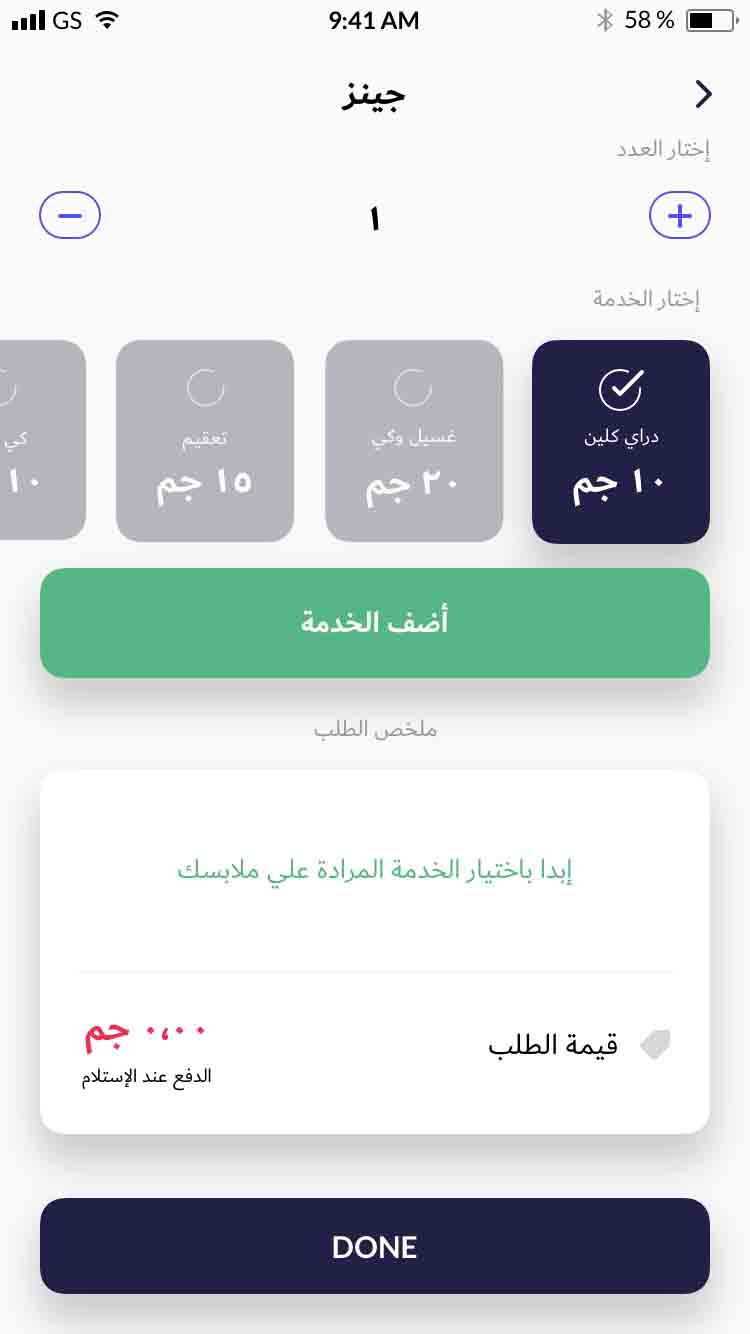 GS 9:41 AM 58 %
جينز
إختار العدد
١
إختار الخدمة
دراي كلين
١٠ جم
غسيل وكي
٢٠ جم
تعقيم
١٥ جم
كي
١٠
أضف الخدمة
ملخص الطلب
إبدا باختيار الخدمة المرادة علي ملابسك
قيمة الطلب
٠،٠٠ جم
الدفع عند الإستلام
DONE